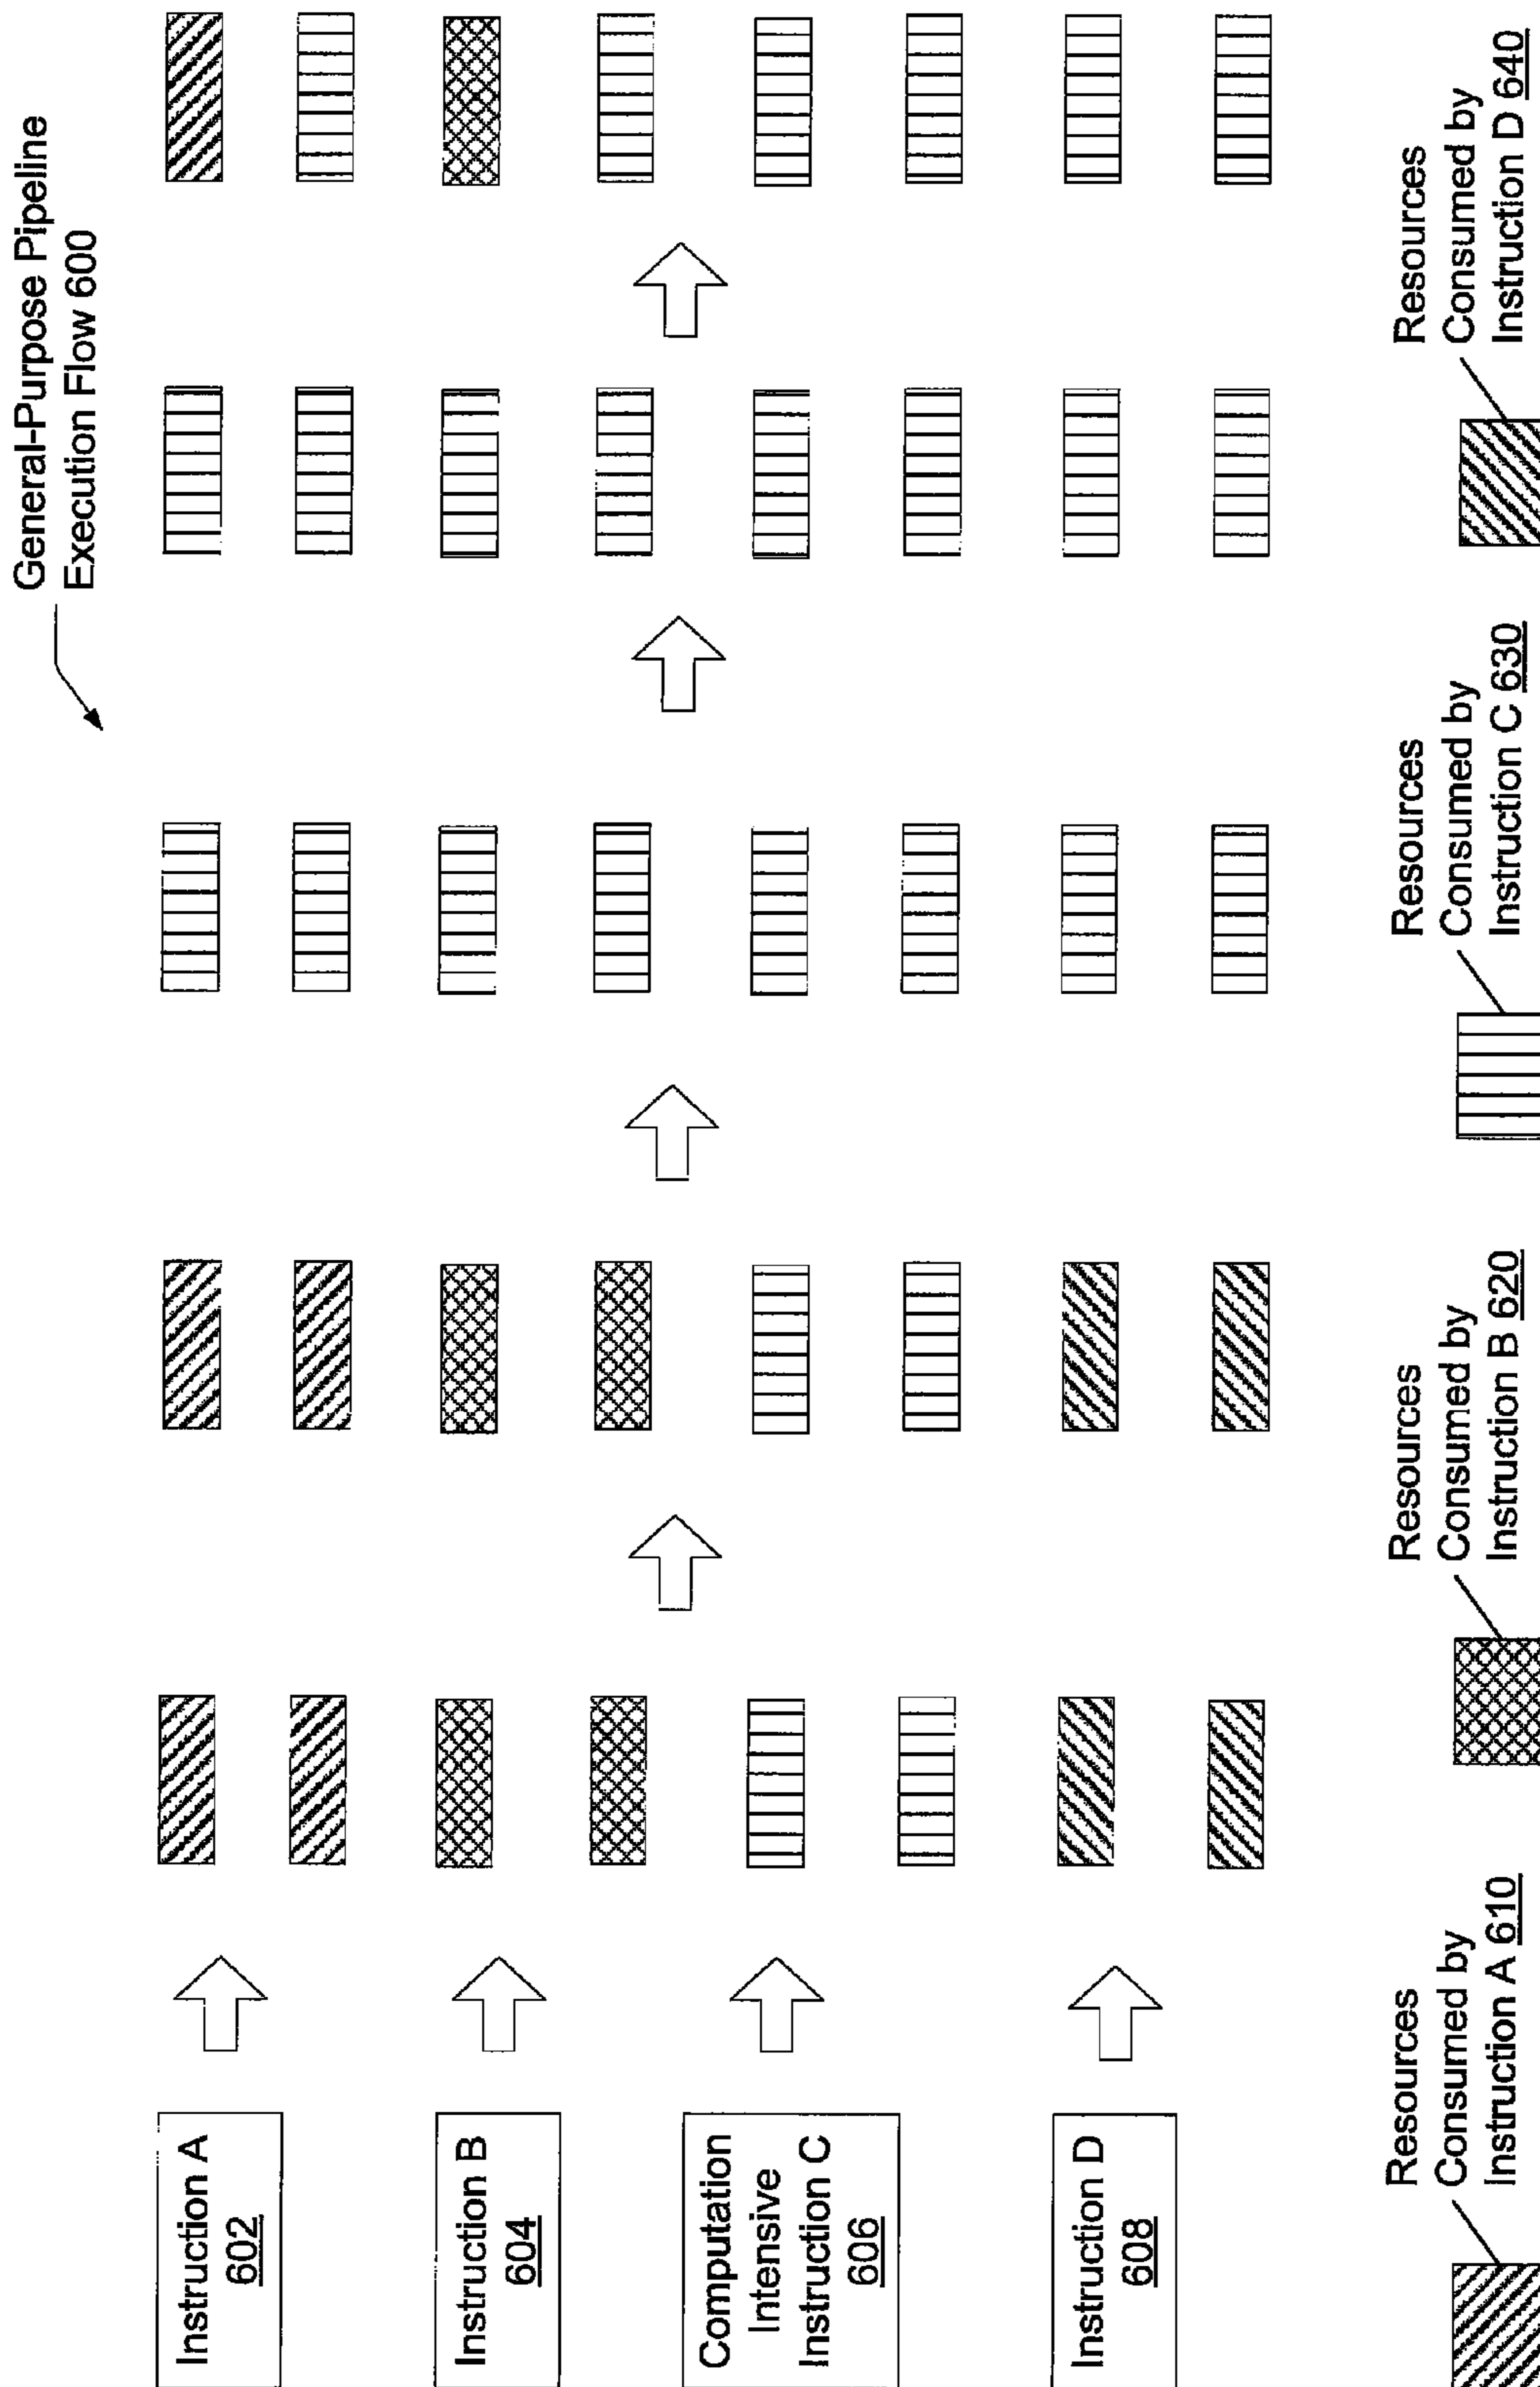 General-Purpose Pipeline
Execution Flow 600
Instruction A
602
Instruction B
604
Computation
Intensive
Instruction C
606
Instruction D
608
Resources
Consumed by
Instruction A 610
Resources
Consumed by
Instruction B 620
Resources
Consumed by
Instruction C 630
Resources
Consumed by
Instruction D 640